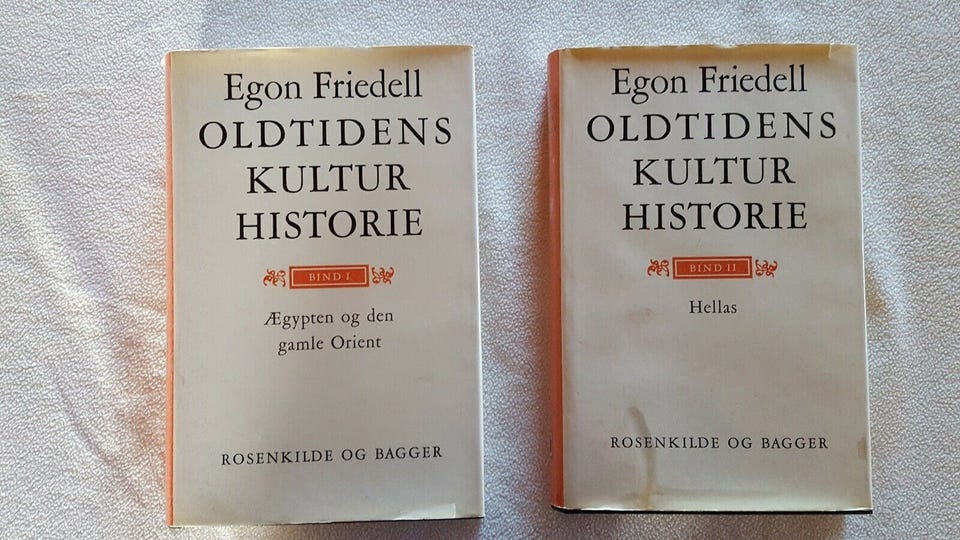 Egon Friedell
OLDTIDENS
KULTUR
HISTORIE
BIND I
Ægypten og den
gamle Orient
ROSENKILDE OG BAGGER
Egon Friedell
OLDTIDENS
KULTUR
HISTORIE
BIND II
Hellas
ROSENKILDE OG BAGGER